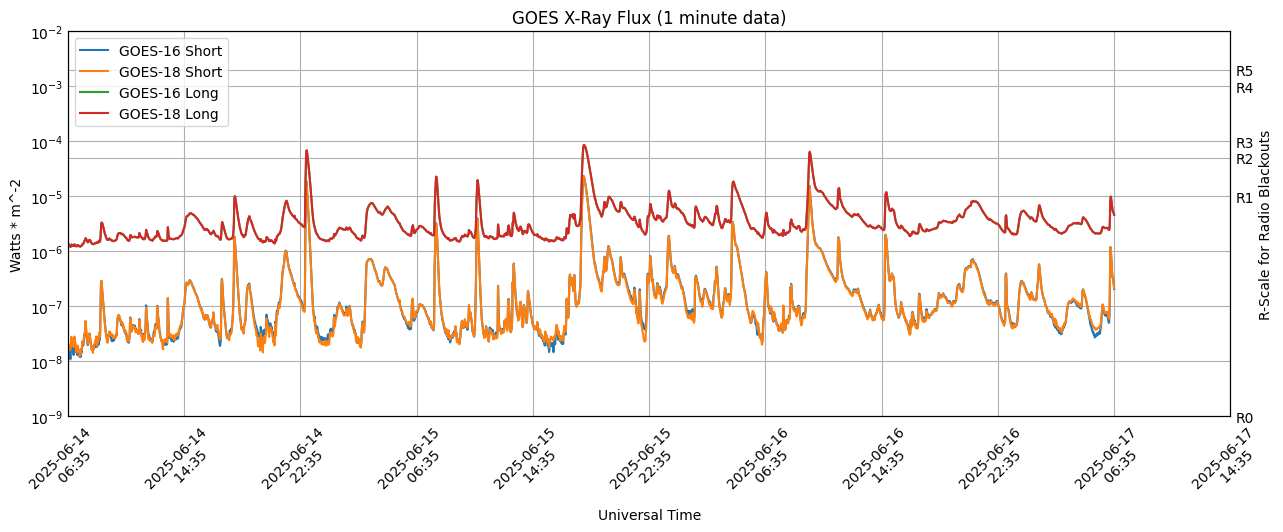 GOES X-Ray Flux (1 minute data)
GOES-16 Short
GOES-18 Short
GOES-16 Long
GOES-18 Long
10^-2
10^-3
10^-4
10^-5
10^-6
10^-7
10^-8
10^-9
Watts * m^-2
R5
R4
R3
R2
R1
R0
R-Scale for Radio Blackouts
2025-06-14
06:35
2025-06-14
14:35
2025-06-14
22:35
2025-06-15
06:35
2025-06-15
14:35
2025-06-15
22:35
2025-06-16
06:35
2025-06-16
14:35
2025-06-16
22:35
2025-06-17
06:35
2025-06-17
14:35
Universal Time